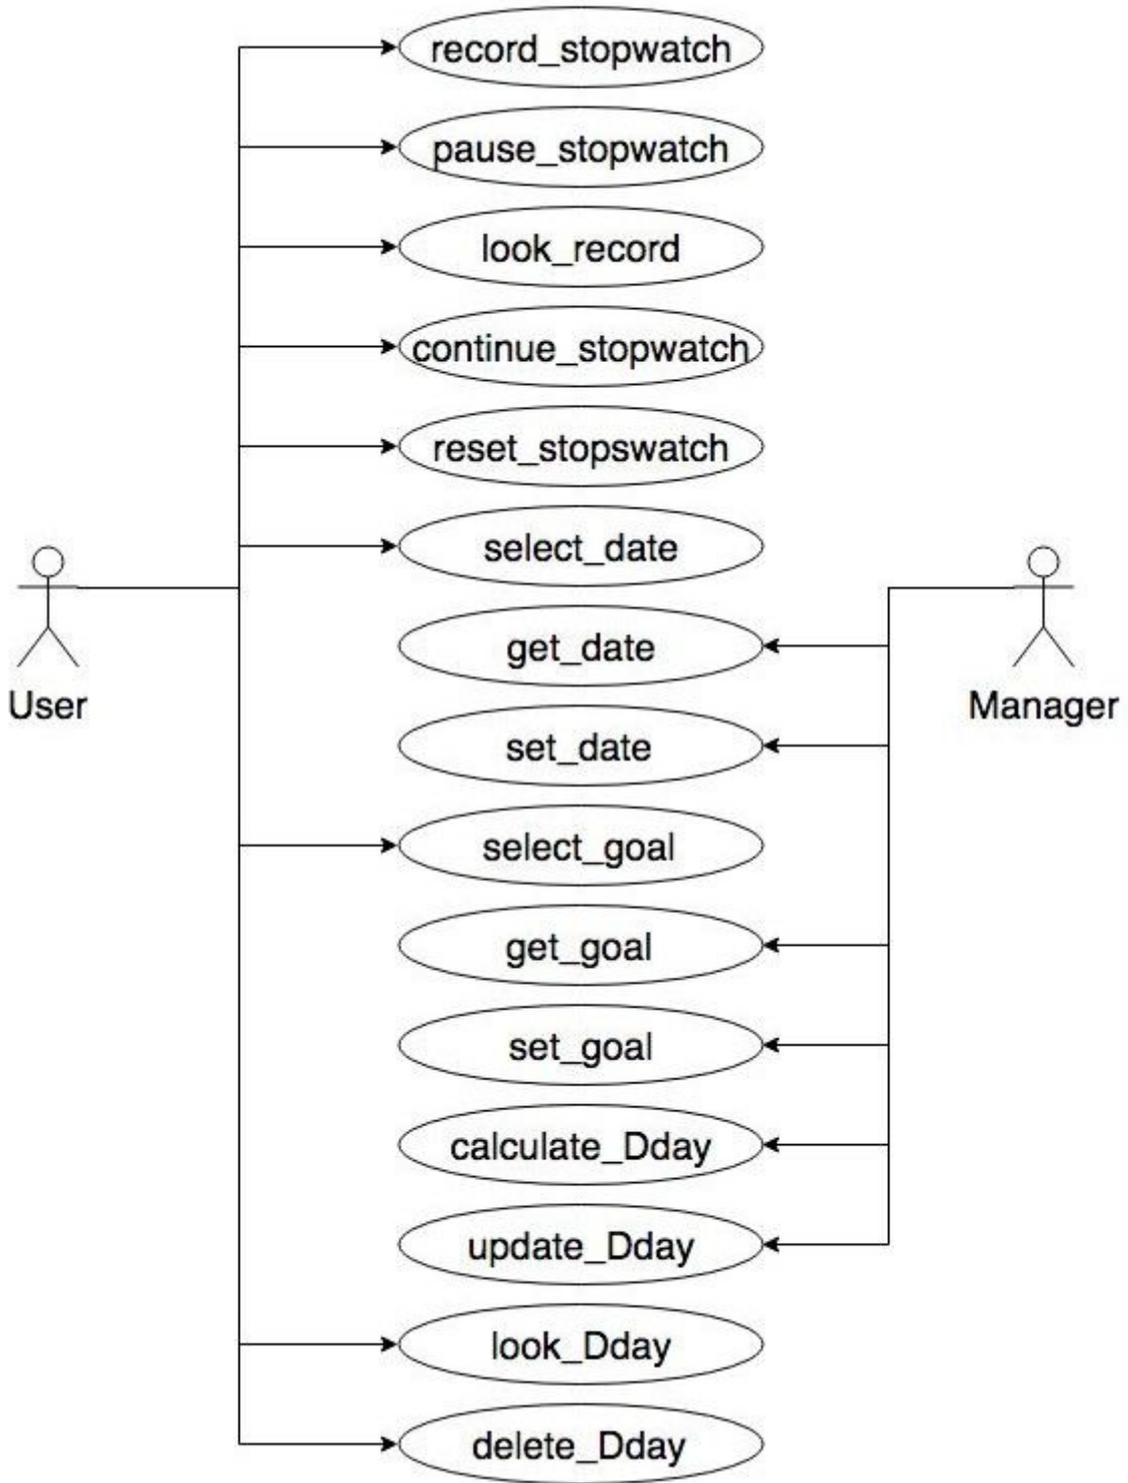 record_stopwatch
pause_stopwatch
look_record
continue_stopwatch
reset_stopswatch
select_date
get_date
User
Manager
set_date
select_goal
get_goal
set_goal
calculate_Dday
update_Dday
look_Dday
delete_Dday